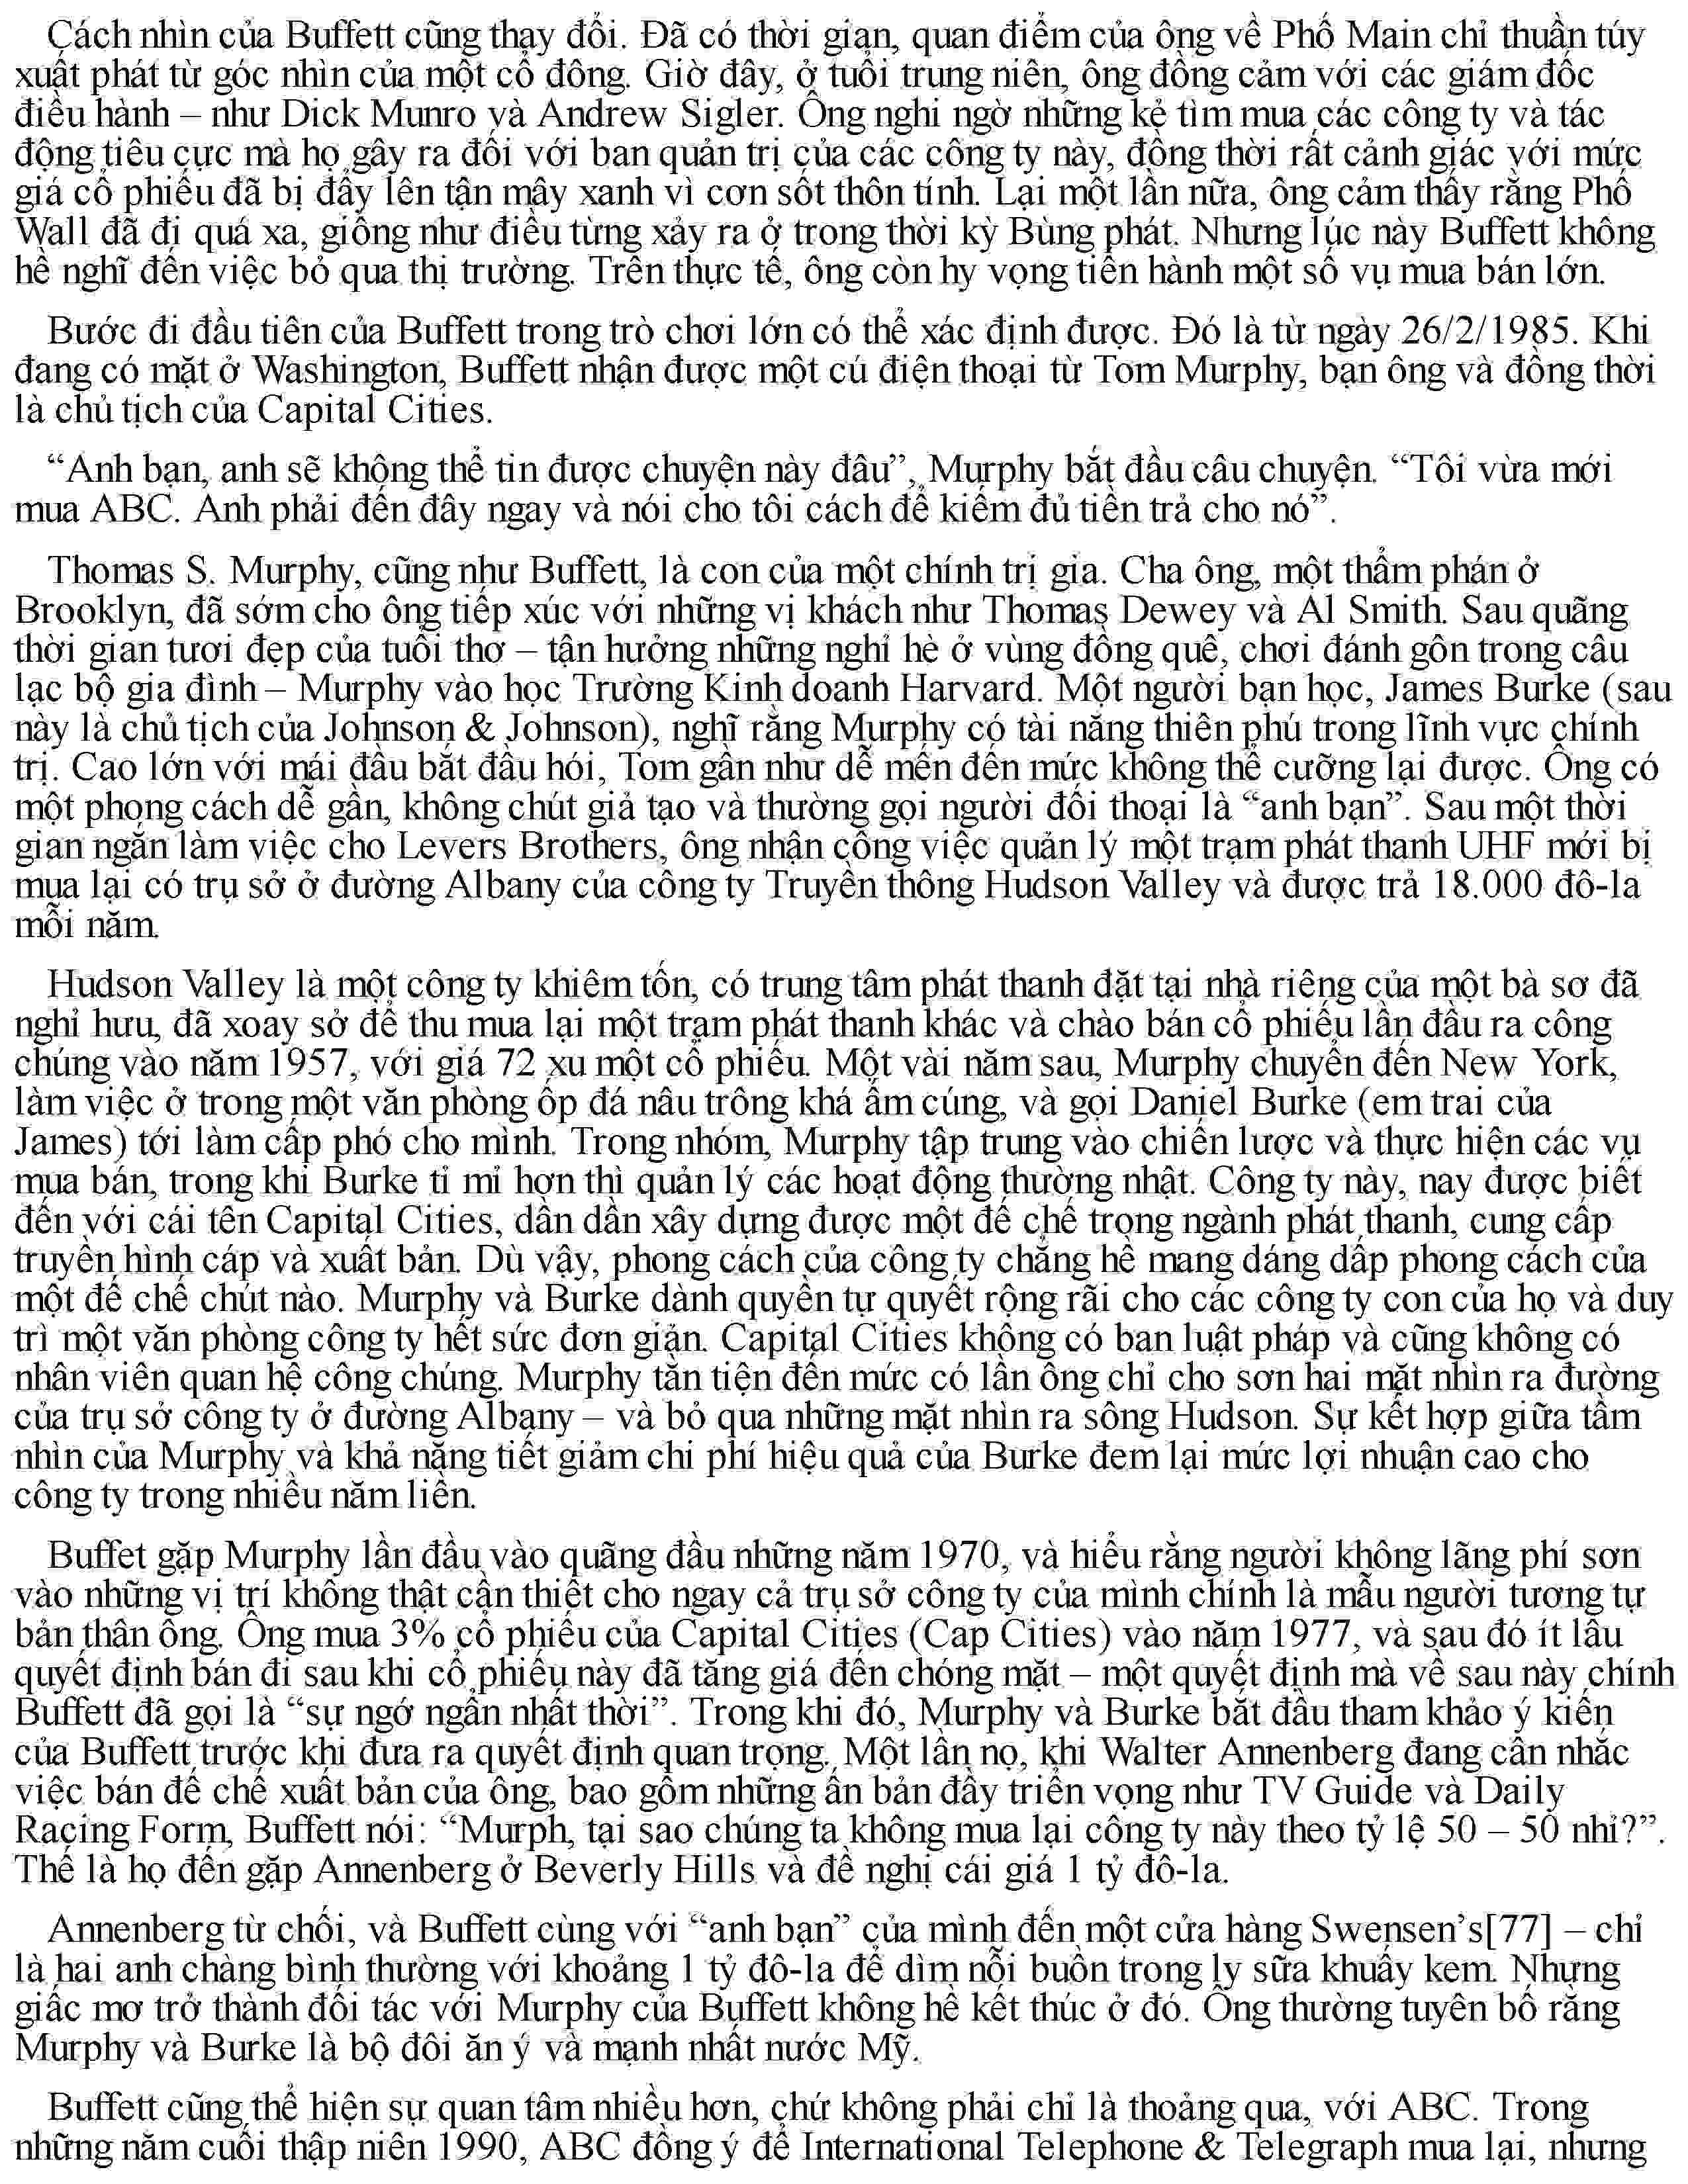 Cách nhìn của Buffett cũng thay đổi. Đã có thời gian, quan điểm của ông về Phố Main chỉ thuần túy
xuất phát từ góc nhìn của một cổ đông. Giờ đây, ở tuổi trung niên, ông đồng cảm với các giám đốc
điều hành – như Dick Munro và Andrew Sigler. Ông nghi ngờ những kẻ tìm mua các công ty và tác
động tiêu cực mà họ gây ra đối với ban quản trị của các công ty này, đồng thời rất cảnh giác với mức
giá cổ phiếu đã bị đẩy lên tận mây xanh vì cơn sốt thôn tính. Lại một lần nữa, ông cảm thấy rằng Phố
Wall đã đi quá xa, giống như điều từng xảy ra ở trong thời kỳ Bùng phát. Nhưng lúc này Buffett không
hề nghĩ đến việc bỏ qua thị trường. Trên thực tế, ông còn hy vọng tiến hành một số vụ mua bán lớn.
Bước đi đầu tiên của Buffett trong trò chơi lớn có thể xác định được. Đó là từ ngày 26/2/1985. Khi
đang có mặt ở Washington, Buffett nhận được một cú điện thoại từ Tom Murphy, bạn ông và đồng thời
là chủ tịch của Capital Cities.
“Anh bạn, anh sẽ không thể tin được chuyện này đâu”, Murphy bắt đầu câu chuyện. “Tôi vừa mới
mua ABC. Anh phải đến đây ngay và nói cho tôi cách để kiếm đủ tiền trả cho nó”.
Thomas S. Murphy, cũng như Buffett, là con của một chính trị gia. Cha ông, một thẩm phán ở
Brooklyn, đã sớm cho ông tiếp xúc với những vị khách như Thomas Dewey và Al Smith. Sau quãng
thời gian tươi đẹp của tuổi thơ – tận hưởng những nghỉ hè ở vùng đồng quê, chơi đánh gôn trong câu
lạc bộ gia đình – Murphy vào học Trường Kinh doanh Harvard. Một người bạn học, James Burke (sau
này là chủ tịch của Johnson & Johnson), nghĩ rằng Murphy có tài năng thiên phú trong lĩnh vực chính
trị. Cao lớn với mái đầu bắt đầu hói, Tom gần như dễ mến đến mức không thể cưỡng lại được. Ông có
một phong cách dễ gần, không chút giả tạo và thường gọi người đối thoại là “anh bạn”. Sau một thời
gian ngắn làm việc cho Levers Brothers, ông nhận công việc quản lý một trạm phát thanh UHF mới bị
mua lại có trụ sở ở đường Albany của công ty Truyền thông Hudson Valley và được trả 18.000 đô-la
mỗi năm.
Hudson Valley là một công ty khiêm tốn, có trung tâm phát thanh đặt tại nhà riêng của một bà sơ đã
nghỉ hưu, đã xoay sở để thu mua lại một trạm phát thanh khác và chào bán cổ phiếu lần đầu ra công
chúng vào năm 1957, với giá 72 xu một cổ phiếu. Một vài năm sau, Murphy chuyển đến New York,
làm việc ở trong một văn phòng ốp đá nâu trông khá ấm cúng, và gọi Daniel Burke (em trai của
James) tới làm cấp phó cho mình. Trong nhóm, Murphy tập trung vào chiến lược và thực hiện các vụ
mua bán, trong khi Burke tỉ mỉ hơn thì quản lý các hoạt động thường nhật. Công ty này, nay được biết
đến với cái tên Capital Cities, dần dần xây dựng được một đế chế trong ngành phát thanh, cung cấp
truyền hình cáp và xuất bản. Dù vậy, phong cách của công ty chẳng hề mang dáng dấp phong cách của
một đế chế chút nào. Murphy và Burke dành quyền tự quyết rộng rãi cho các công ty con của họ và duy
trì một văn phòng công ty hết sức đơn giản. Capital Cities không có ban luật pháp và cũng không có
nhân viên quan hệ công chúng. Murphy tằn tiện đến mức có lần ông chỉ cho sơn hai mặt nhìn ra đường
của trụ sở công ty ở đường Albany – và bỏ qua những mặt nhìn ra sông Hudson. Sự kết hợp giữa tầm
nhìn của Murphy và khả năng tiết giảm chi phí hiệu quả của Burke đem lại mức lợi nhuận cao cho
công ty trong nhiều năm liền.
Buffet gặp Murphy lần đầu vào quãng đầu những năm 1970, và hiểu rằng người không lãng phí sơn
vào những vị trí không thật cần thiết cho ngay cả trụ sở công ty của mình chính là mẫu người tương tự
bản thân ông. Ông mua 3% cổ phiếu của Capital Cities (Cap Cities) vào năm 1977, và sau đó ít lâu
quyết định bán đi sau khi cổ phiếu này đã tăng giá đến chóng mặt – một quyết định mà về sau này chính
Buffett đã gọi là “sự ngớ ngẩn nhất thời”. Trong khi đó, Murphy và Burke bắt đầu tham khảo ý kiến
của Buffett trước khi đưa ra quyết định quan trọng. Một lần nọ, khi Walter Annenberg đang cân nhắc
việc bán đế chế xuất bản của ông, bao gồm những ấn bản đầy triển vọng như TV Guide và Daily
Racing Form, Buffett nói: “Murph, tại sao chúng ta không mua lại công ty này theo tỷ lệ 50 – 50 nhỉ?”.
Thế là họ đến gặp Annenberg ở Beverly Hills và đề nghị cái giá 1 tỷ đô-la.
Annenberg từ chối, và Buffett cùng với “anh bạn” của mình đến một cửa hàng Swensen’s[77] – chỉ
là hai anh chàng bình thường với khoảng 1 tỷ đô-la để dìm nỗi buồn trong ly sữa khuấy kem. Nhưng
giấc mơ trở thành đối tác với Murphy của Buffett không hề kết thúc ở đó. Ông thường tuyên bố rằng
Murphy và Burke là bộ đôi ăn ý và mạnh nhất nước Mỹ.
Buffett cũng thể hiện sự quan tâm nhiều hơn, chứ không phải chỉ là thoảng qua, với ABC. Trong
những năm cuối thập niên 1990, ABC đồng ý để International Telephone & Telegraph mua lại, nhưng